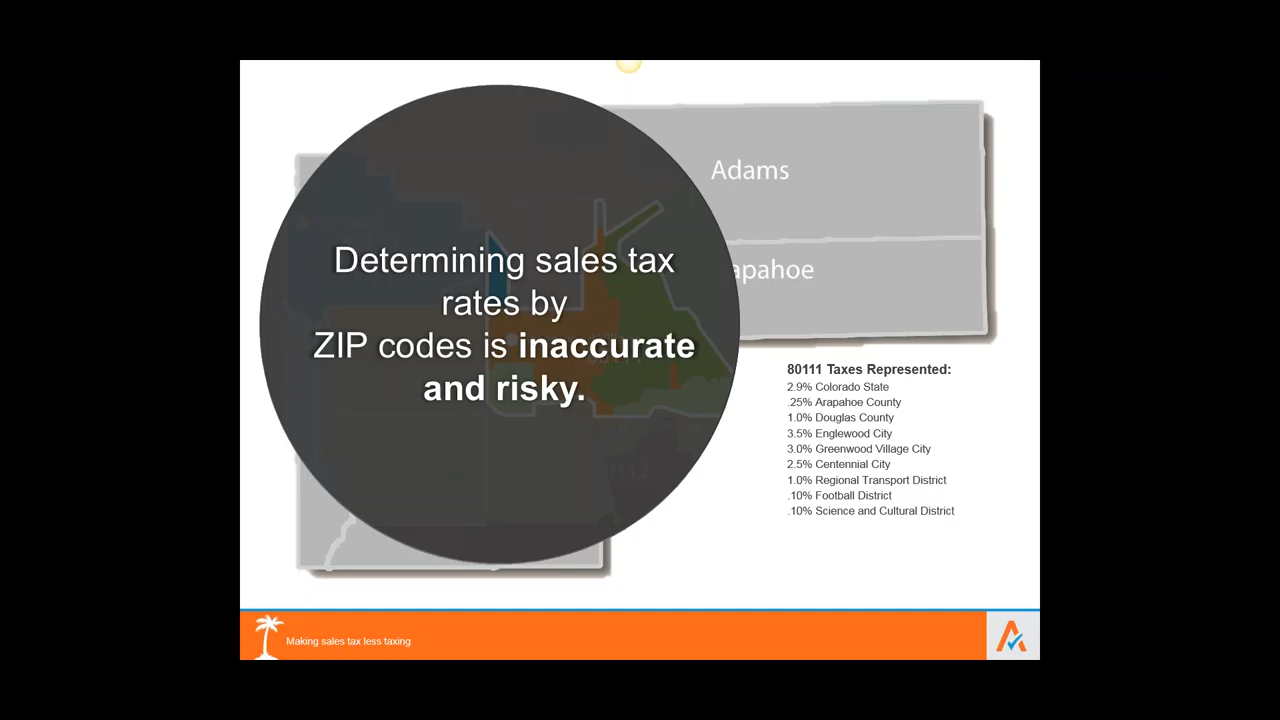 Adams
apahoe
Determining sales tax
rates by
ZIP codes is inaccurate
and risky.
80111 Taxes Represented:
2.9% Colorado State
.25% Arapahoe County
1.0% Douglas County
3.5% Englewood City
3.0% Greenwood Village City
2.5% Centennial City
1.0% Regional Transport District
.10% Football District
.10% Science and Cultural District
Making sales tax less taxing